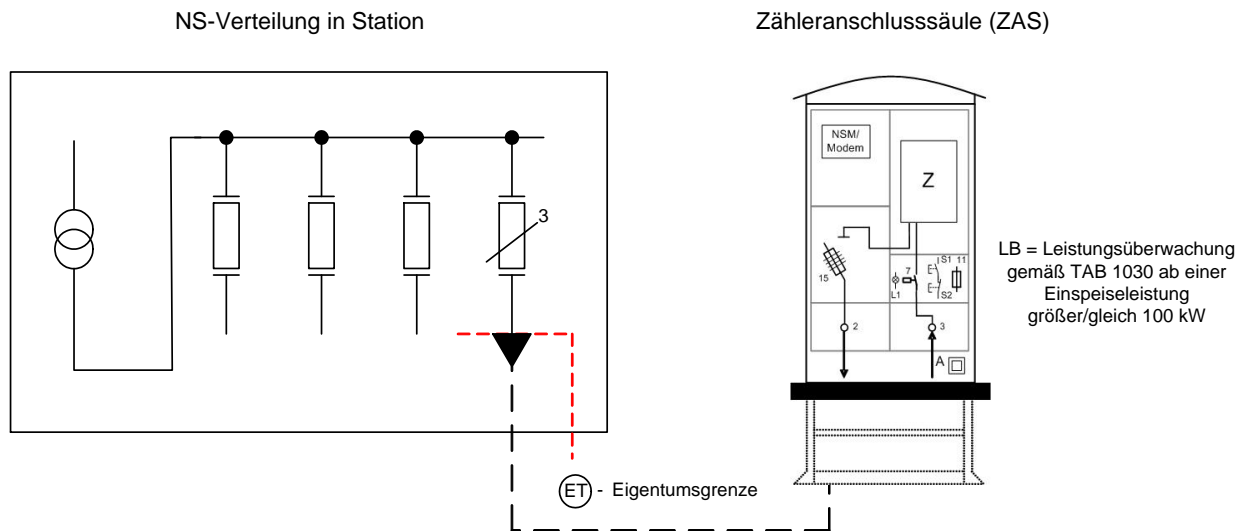 NS-Verteilung in Station
Zähleranschlusssäule (ZAS)
3
NSM/
Modem
Z
15
7
L1
S1
11
S2
2
3
A
LB = Leistungsüberwachung
gemäß TAB 1030 ab einer
Einspeiseleistung
größer/gleich 100 kW
ET - Eigentumsgrenze